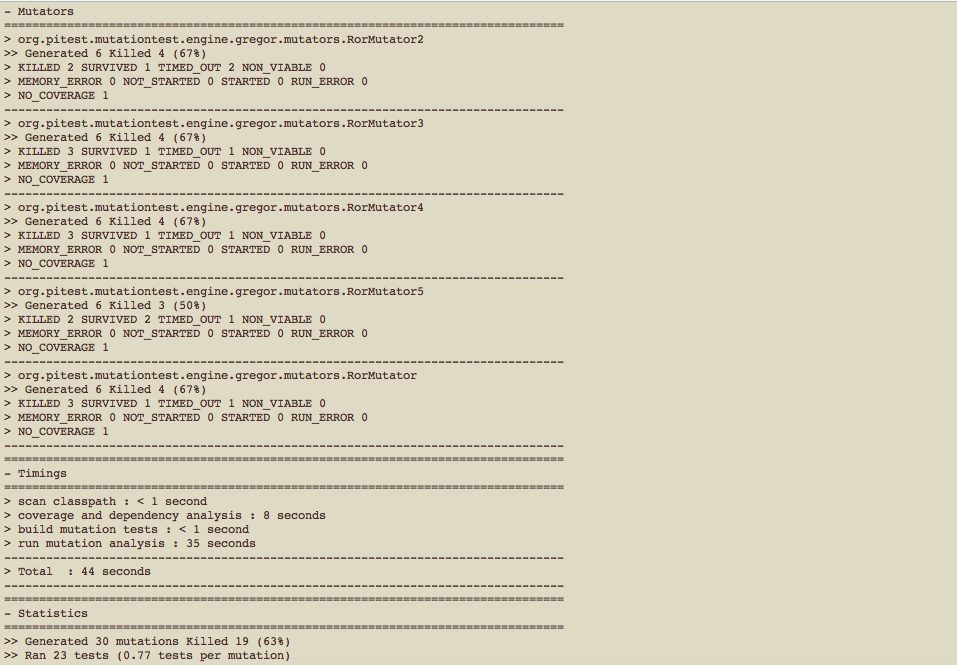 - Mutators
================================================================================
> org.pitest.mutationtest.engine.gregor.mutators.RorMutator2
>> Generated 6 Killed 4 (67%)
> KILLED 2 SURVIVED 1 TIMED_OUT 2 NON_VIABLE 0
> MEMORY_ERROR 0 NOT_STARTED 0 STARTED 0 RUN_ERROR 0
> NO_COVERAGE 1
--------------------------------------------------------------------------------
> org.pitest.mutationtest.engine.gregor.mutators.RorMutator3
>> Generated 6 Killed 4 (67%)
> KILLED 3 SURVIVED 1 TIMED_OUT 1 NON_VIABLE 0
> MEMORY_ERROR 0 NOT_STARTED 0 STARTED 0 RUN_ERROR 0
> NO_COVERAGE 1
--------------------------------------------------------------------------------
> org.pitest.mutationtest.engine.gregor.mutators.RorMutator4
>> Generated 6 Killed 4 (67%)
> KILLED 3 SURVIVED 1 TIMED_OUT 1 NON_VIABLE 0
> MEMORY_ERROR 0 NOT_STARTED 0 STARTED 0 RUN_ERROR 0
> NO_COVERAGE 1
--------------------------------------------------------------------------------
> org.pitest.mutationtest.engine.gregor.mutators.RorMutator5
>> Generated 6 Killed 3 (50%)
> KILLED 2 SURVIVED 2 TIMED_OUT 1 NON_VIABLE 0
> MEMORY_ERROR 0 NOT_STARTED 0 STARTED 0 RUN_ERROR 0
> NO_COVERAGE 1
--------------------------------------------------------------------------------
> org.pitest.mutationtest.engine.gregor.mutators.RorMutator
>> Generated 6 Killed 4 (67%)
> KILLED 3 SURVIVED 1 TIMED_OUT 1 NON_VIABLE 0
> MEMORY_ERROR 0 NOT_STARTED 0 STARTED 0 RUN_ERROR 0
> NO_COVERAGE 1
--------------------------------------------------------------------------------
================================================================================
- Timings
================================================================================
> scan classpath : < 1 second
> coverage and dependency analysis : 8 seconds
> build mutation tests : < 1 second
> run mutation analysis : 35 seconds
--------------------------------------------------------------------------------
> Total  : 44 seconds
--------------------------------------------------------------------------------
================================================================================
- Statistics
================================================================================
>> Generated 30 mutations Killed 19 (63%)
>> Ran 23 tests (0.77 tests per mutation)